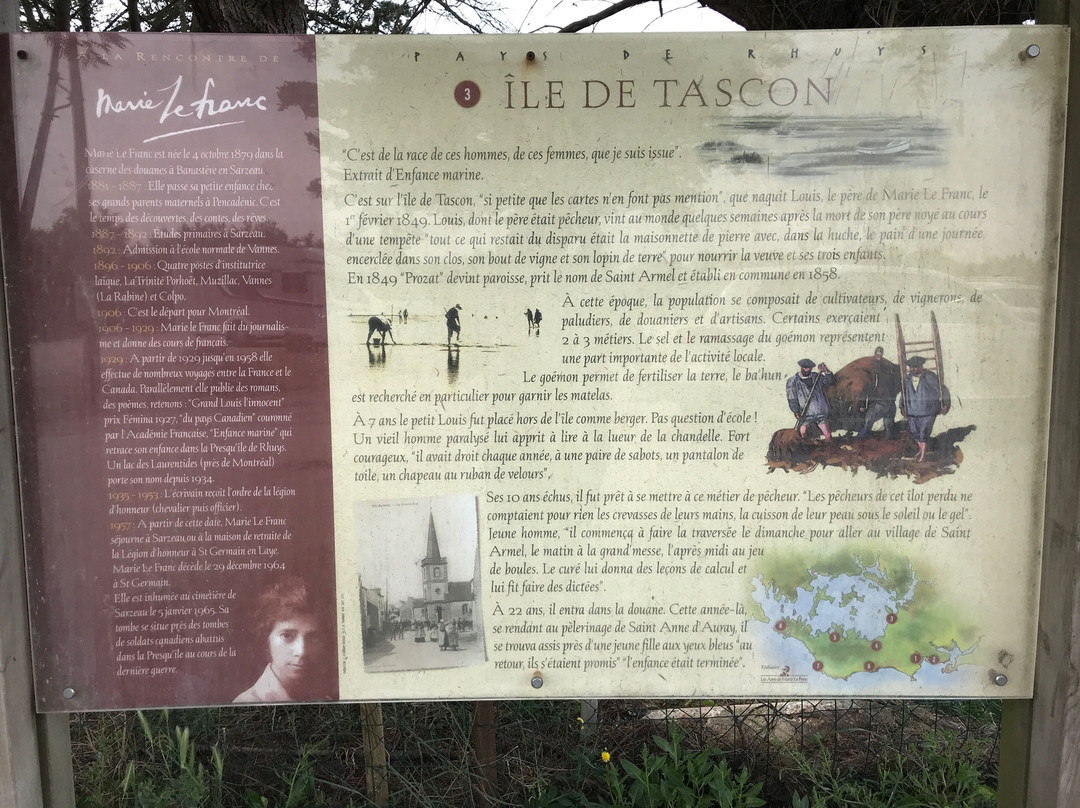 A LA RENCONTRE DE
Marie Le Franc
Marie Le Franc est née le 4 octobre 1879 dans la
caserne des douanes à Banastère en Sarzeau.
1881 - 1887 : Elle passe sa petite enfance chez
ses grands parents maternels à Pencadénic. C'est
le temps des découvertes, des contes, des rêves
1887 - 1892 : Études primaires à Sarzeau.
1892 : Admission à l'école normale de Vannes.
1896 - 1906 : Quatre postes d'institutrice
laïque, La Trinité Porhoët, Muzillac, Vannes
(La Rabine) et Colpo.
1906 : C'est le départ pour Montréal.
1906 - 1929 : Marie le Franc fait du journalis-
me et donne des cours de français.
1929 : A partir de 1929 jusqu'en 1958 elle
effectue de nombreux voyages entre la France et le
Canada. Parallèlement elle publie des romans,
des poèmes, retenons : "Grand Louis l'innocent"
prix Fémina 1927, "du pays Canadien" couronné
par l'Académie Française, "Enfance marine" qui
retrace son enfance dans la Presqu'île de Rhuys.
Un lac des Laurentides (près de Montréal)
porte son nom depuis 1934.
1935 - 1953 : L'écrivain reçoit l'ordre de la légion
d'honneur (chevalier puis officier).
1957 : A partir de cette date, Marie Le Franc
séjourne à Sarzeau, ou à la maison de retraite de
la Légion d'honneur à St Germain en Laye.
Marie Le Franc décède le 29 décembre 1964
à St Germain.
Elle est inhumée au cimetière de
Sarzeau le 5 janvier 1965. Sa
tombe se situe près des tombes
de soldats canadiens abattus
dans la Presqu'île au cours de la
dernière guerre.
PAYS DE RHUYS
3 ÎLE DE TASCON
"C'est de la race de ces hommes, de ces femmes, que je suis issue".
Extrait d'Enfance marine.
C'est sur l'île de Tascon, "si petite que les cartes n'en font pas mention", que naquit Louis, le père de Marie Le Franc, le
1er février 1849. Louis, dont le père était pêcheur, vint au monde quelques semaines après la mort de son père noyé au cours
d'une tempête "tout ce qui restait du disparu était la maisonnette de pierre avec, dans la huche, le pain d'une journée,
encerclée dans son clos, son bout de vigne et son lopin de terre" pour nourrir la veuve et ses trois enfants.
En 1849 "Prozat" devint paroisse, prit le nom de Saint Armel et établi en commune en 1858.
À cette époque, la population se composait de cultivateurs, de vignerons, de
paludiers, de douaniers et d'artisans. Certains exerçaient
2 à 3 métiers. Le sel et le ramassage du goémon représentent
une part importante de l'activité locale.
Le goémon permet de fertiliser la terre, le ba'hun
est recherché en particulier pour garnir les matelas.
À 7 ans le petit Louis fut placé hors de l'île comme berger. Pas question d'école !
Un vieil homme paralysé lui apprit à lire à la lueur de la chandelle. Fort
courageux, "il avait droit chaque année, à une paire de sabots, un pantalon de
toile, un chapeau au ruban de velours".
Ses 10 ans échus, il fut prêt à se mettre à ce métier de pêcheur. "Les pêcheurs de cet îlot perdu ne
comptaient pour rien les crevasses de leurs mains, la cuisson de leur peau sous le soleil ou le gel".
Jeune homme, "il commença à faire la traversée le dimanche pour aller au village de Saint
Armel, le matin à la grand'messe, l'après midi au jeu
de boules. Le curé lui donna des leçons de calcul et
lui fit faire des dictées".
À 22 ans, il entra dans la douane. Cette année-là,
se rendant au pèlerinage de Saint Anne d'Auray, il
se trouva assis près d'une jeune fille aux yeux bleus "au
retour, ils s'étaient promis" "l'enfance était terminée".
Les Amis de Marie Le Franc